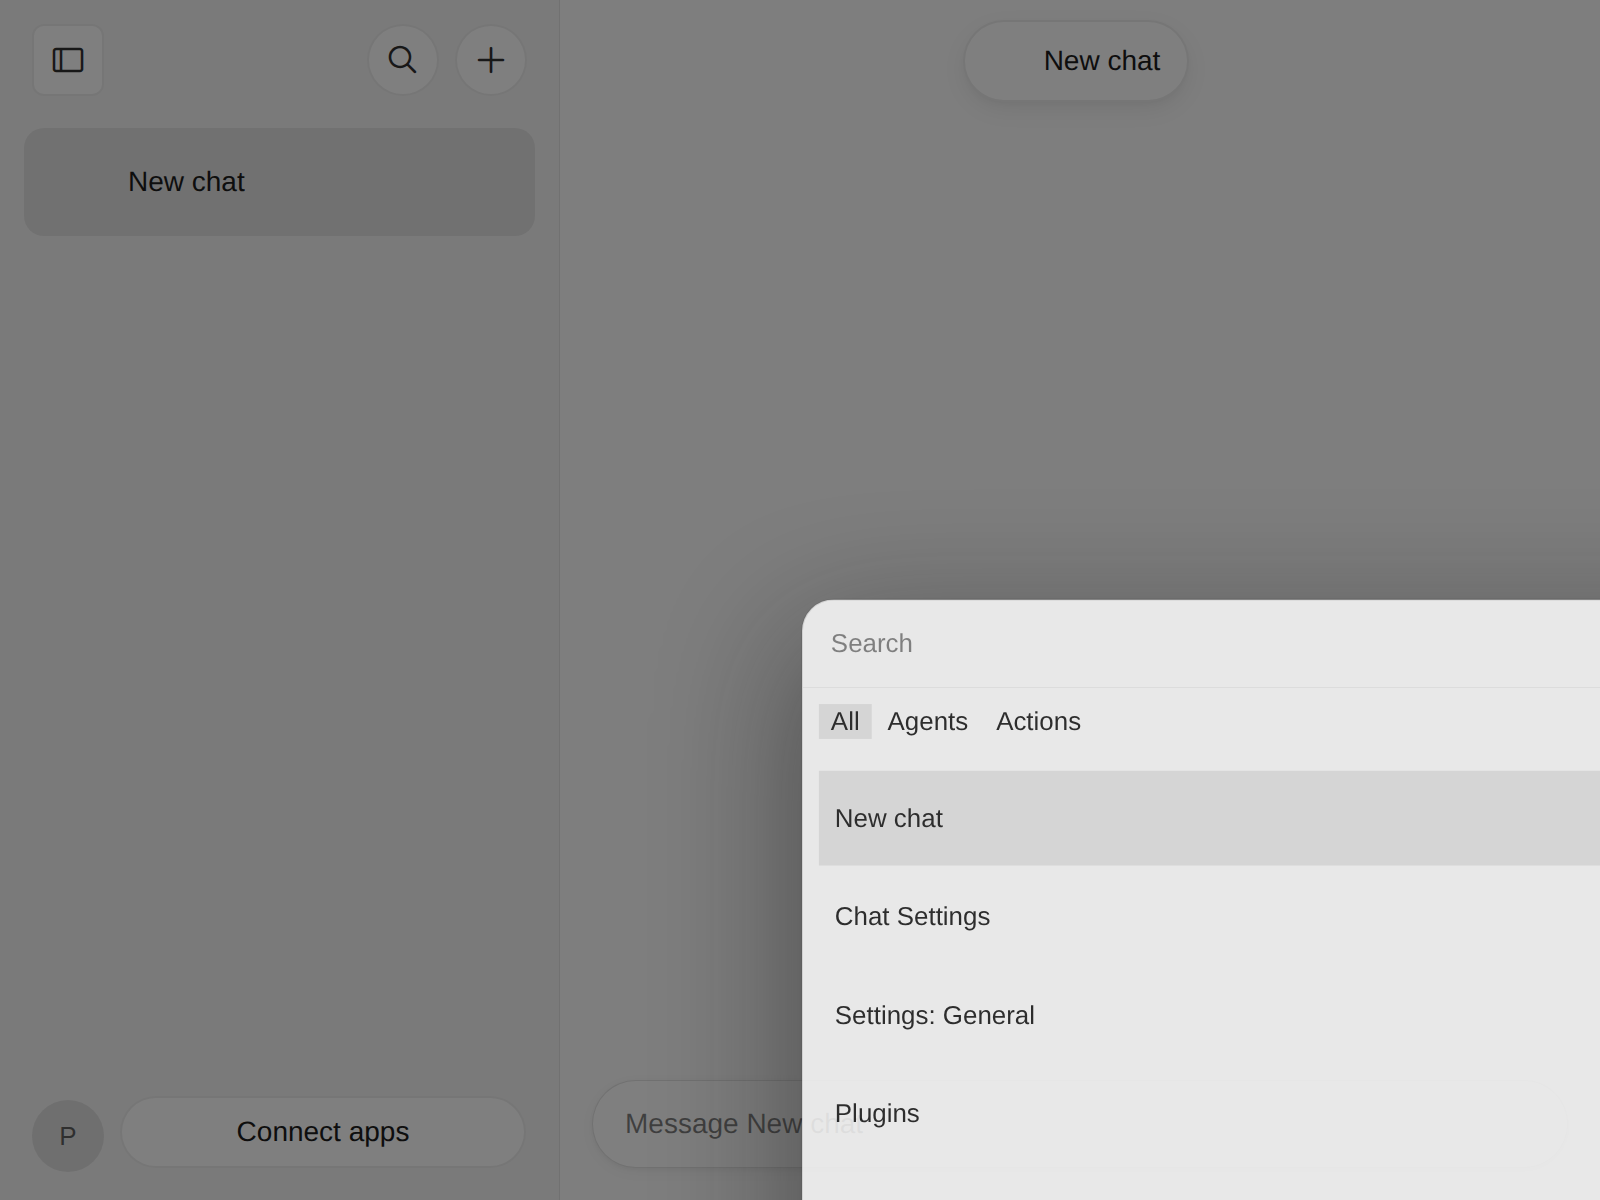 New chat
New chat
Search
All Agents Actions
New chat
Chat Settings
Settings: General
Plugins
P
Connect apps
Message New chat